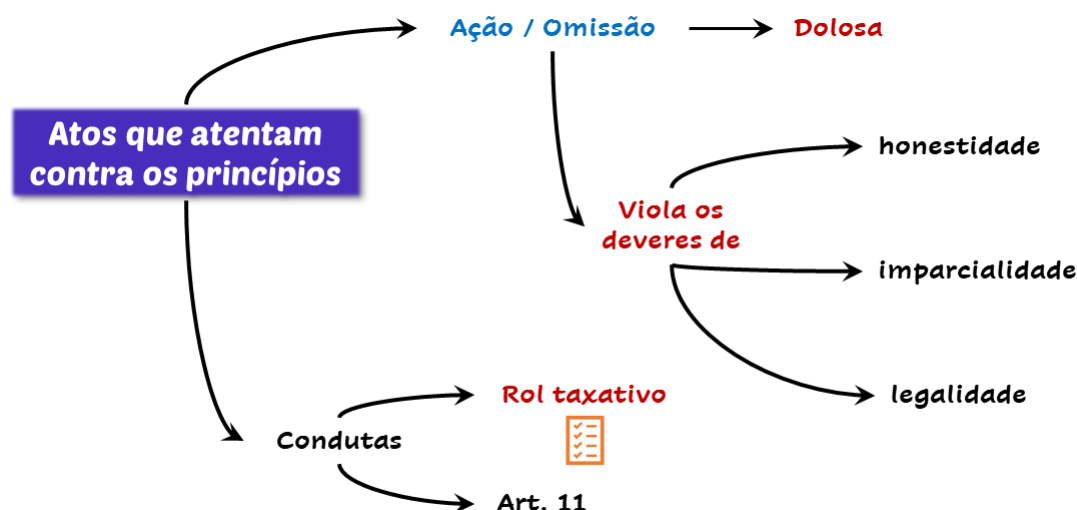 Ação / Omissão
Dolosa
Atos que atentam
contra os princípios
honestidade
Viola os
deveres de
imparcialidade
Rol taxativo
legalidade
Condutas
Art. 11